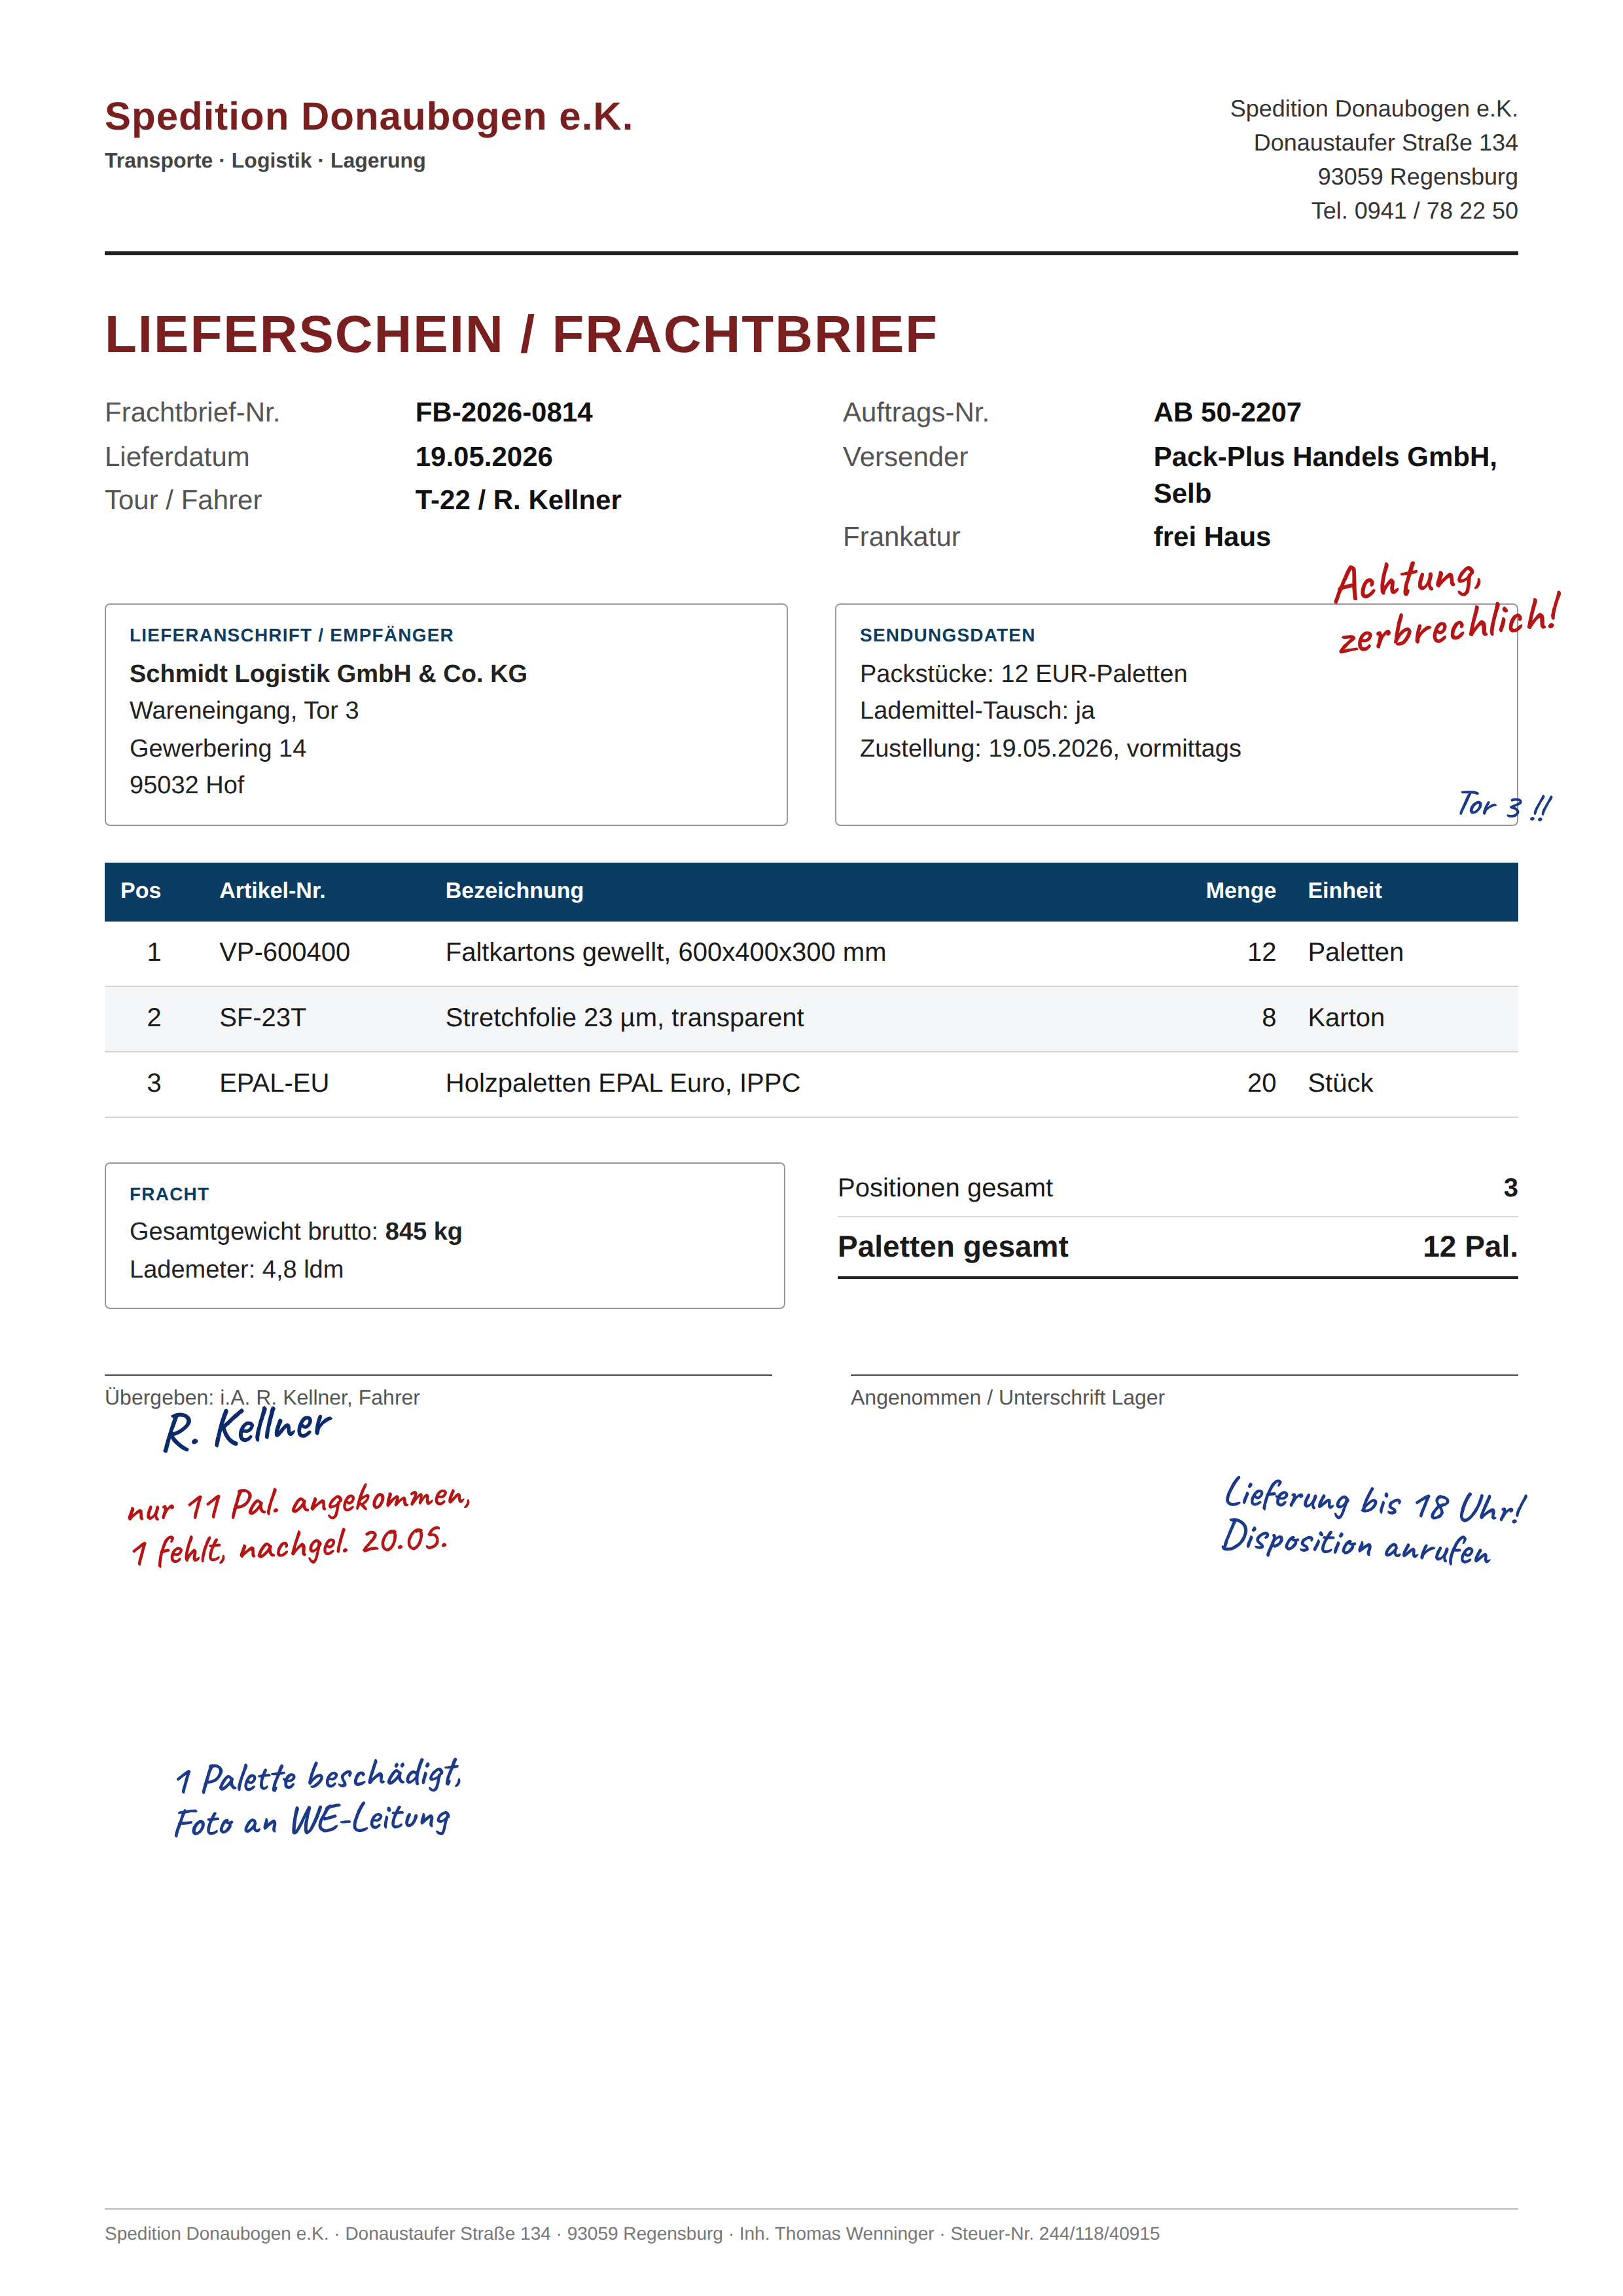 Spedition Donaubogen e.K.
Transporte · Logistik · Lagerung
Spedition Donaubogen e.K.
Donaustaufer Straße 134
93059 Regensburg
Tel. 0941 / 78 22 50
LIEFERSCHEIN / FRACHTBRIEF
Frachtbrief-Nr. FB-2026-0814
Lieferdatum 19.05.2026
Tour / Fahrer T-22 / R. Kellner
Auftrags-Nr. AB 50-2207
Versender Pack-Plus Handels GmbH,
Selb
Frankatur frei Haus
Achtung,
zerbrechlich!
LIEFERANSCHRIFT / EMPFÄNGER
Schmidt Logistik GmbH & Co. KG
Wareneingang, Tor 3
Gewerbering 14
95032 Hof
SENDUNGSDATEN
Packstücke: 12 EUR-Paletten
Lademittel-Tausch: ja
Zustellung: 19.05.2026, vormittags
Tor 3 !!
Pos Artikel-Nr. Bezeichnung Menge Einheit
1 VP-600400 Faltkartons gewellt, 600x400x300 mm 12 Paletten
2 SF-23T Stretchfolie 23 µm, transparent 8 Karton
3 EPAL-EU Holzpaletten EPAL Euro, IPPC 20 Stück
FRACHT
Gesamtgewicht brutto: 845 kg
Lademeter: 4,8 ldm
Positionen gesamt 3
Paletten gesamt 12 Pal.
Übergeben: i.A. R. Kellner, Fahrer
R. Kellner
Angenommen / Unterschrift Lager
nur 11 Pal. angekommen,
1 fehlt, nachgel. 20.05.
Lieferung bis 18 Uhr!
Disposition anrufen
1 Palette beschädigt,
Foto an WE-Leitung
Spedition Donaubogen e.K. · Donaustaufer Straße 134 · 93059 Regensburg · Inh. Thomas Wenninger · Steuer-Nr. 244/118/40915